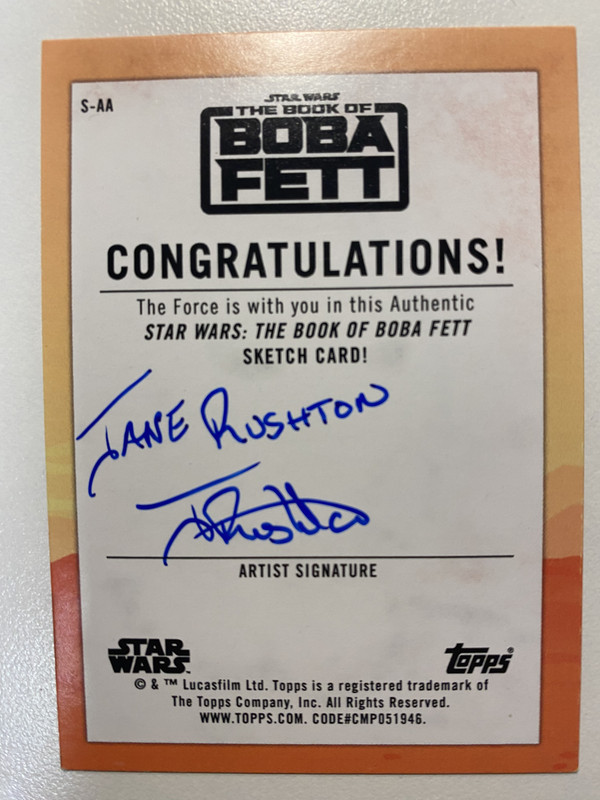 S-AA
STAR WARS
THE BOOK OF
BOBA
FETT
CONGRATULATIONS!
The Force is with you in this Authentic
STAR WARS: THE BOOK OF BOBA FETT
SKETCH CARD!
JANE RUSHTON
ARTIST SIGNATURE
STAR
WARS
Topps®
© & ™ Lucasfilm Ltd. Topps is a registered trademark of
The Topps Company, Inc. All Rights Reserved.
WWW.TOPPS.COM. CODE#CMP051946.